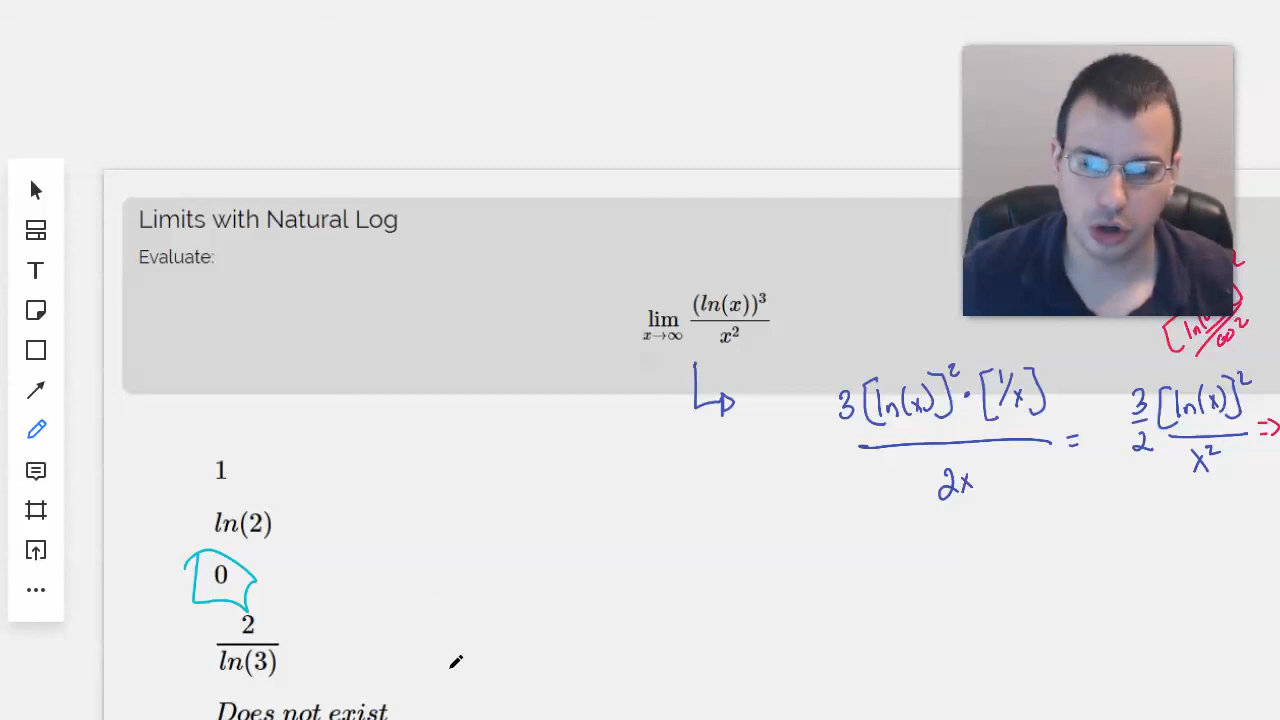 Limits with Natural Log
Evaluate:
lim x→∞ (ln(x))³ / x²
3[ln(x)]² • [1/x] / 2x = 3/2 [ln(x)]² / x² ⇒
1
ln(2)
0
2 / ln(3)
Does not exist